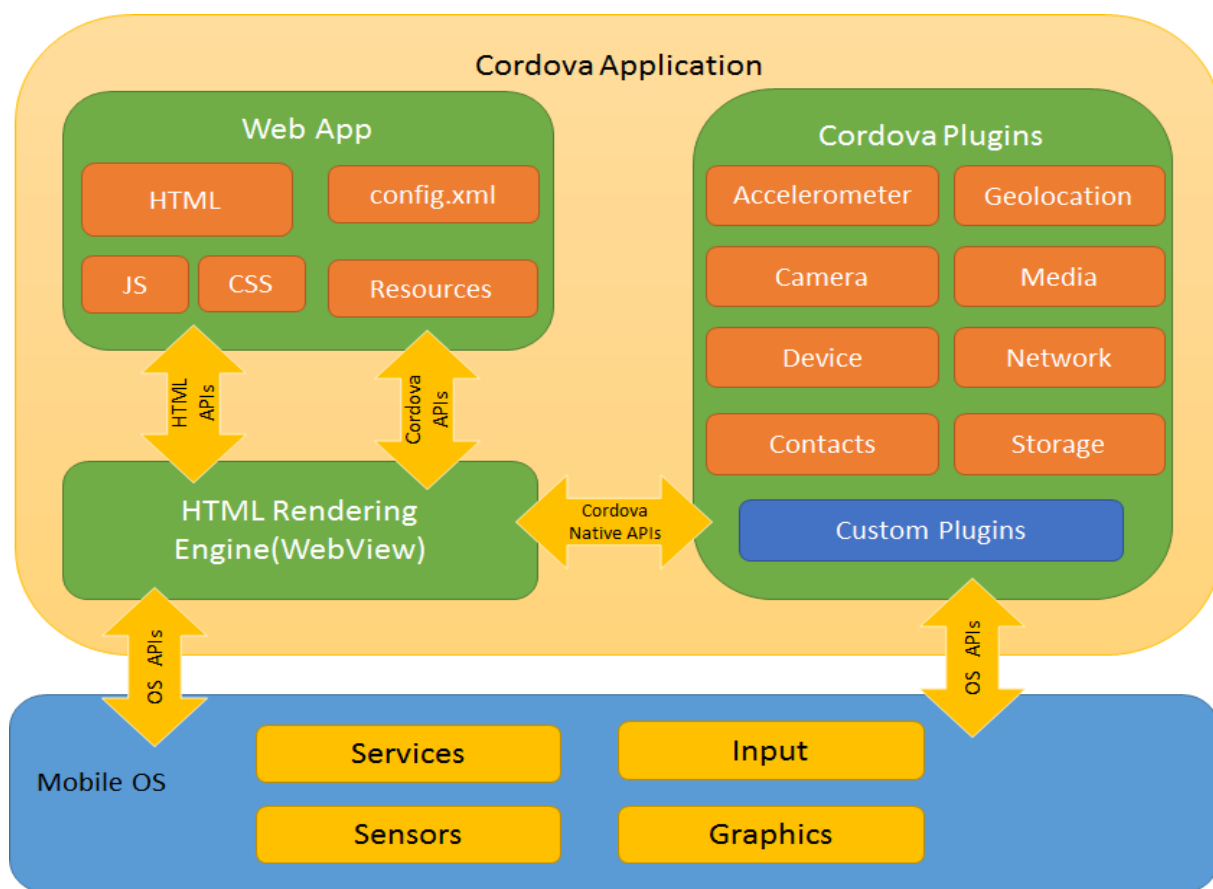 Cordova Application
Web App
HTML
config.xml
JS
CSS
Resources
HTML
APIs
Cordova
APIs
HTML Rendering
Engine(WebView)
Cordova
Native APIs
Cordova Plugins
Accelerometer
Geolocation
Camera
Media
Device
Network
Contacts
Storage
Custom Plugins
OS APIs
OS APIs
Mobile OS
Services
Input
Sensors
Graphics